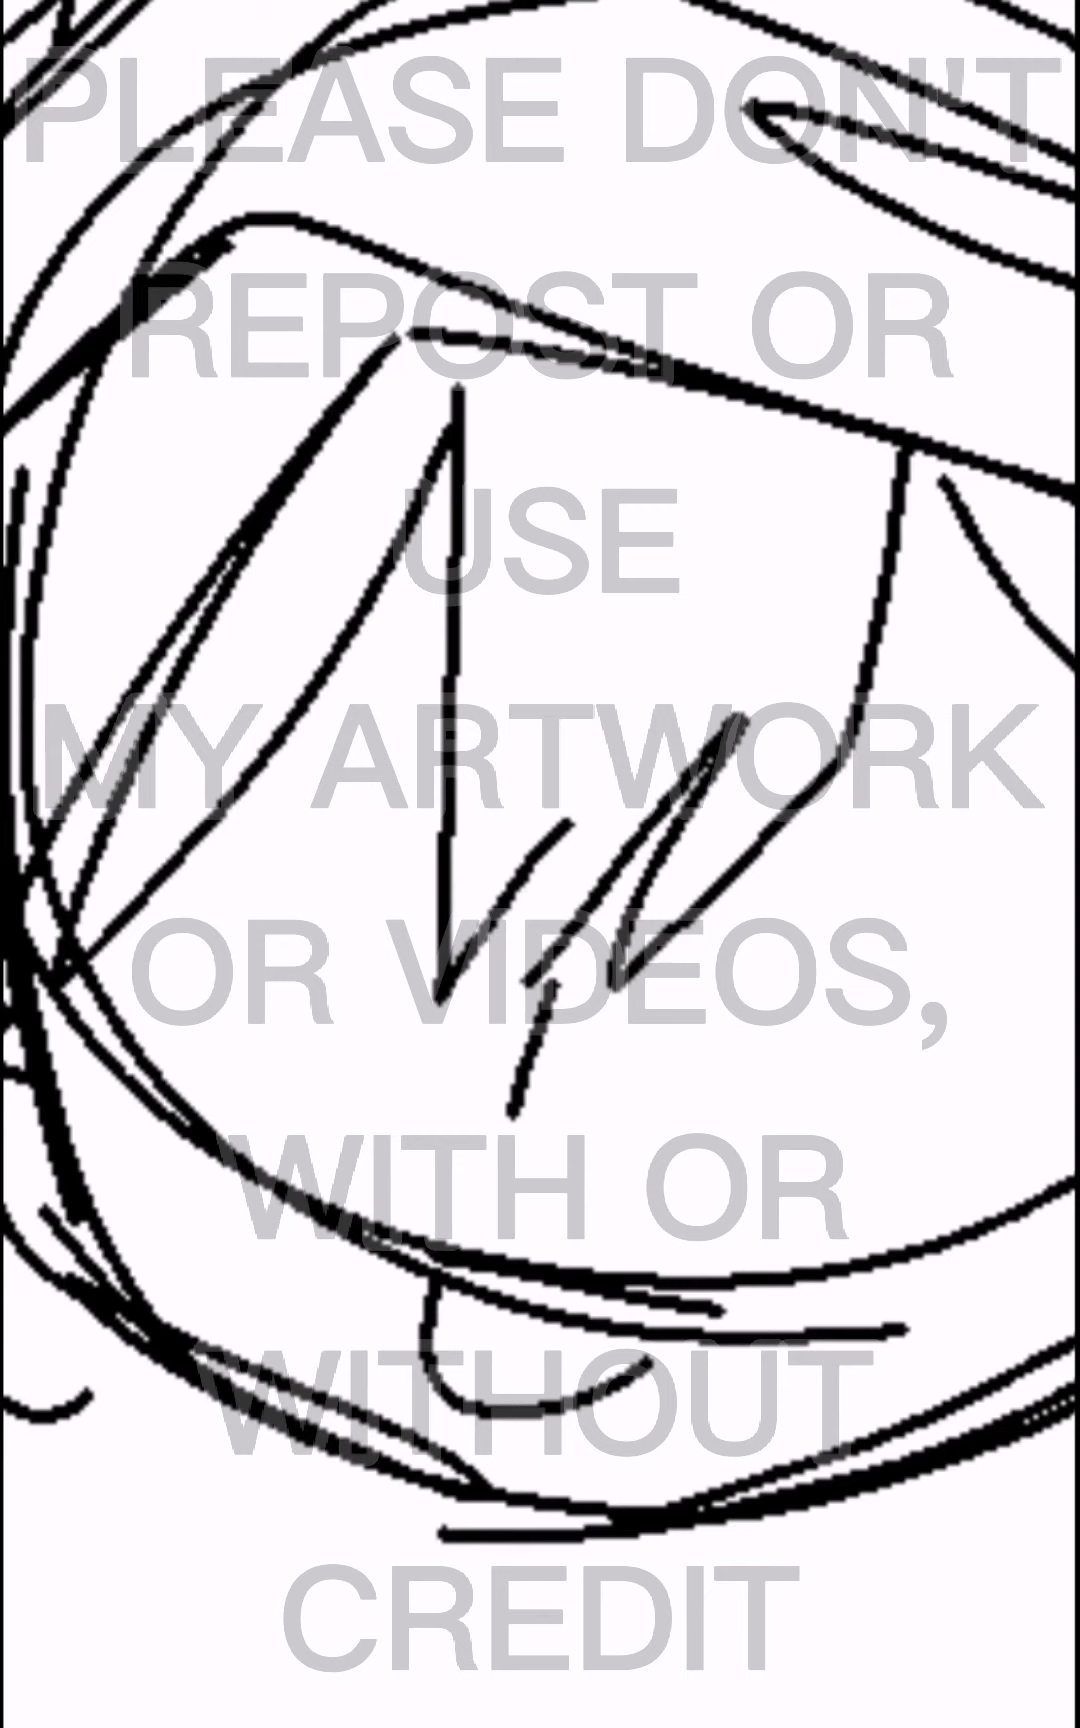 PLEASE DON'T
REPOST OR
USE
MY ARTWORK
OR VIDEOS,
WITH OR
WITHOUT
CREDIT